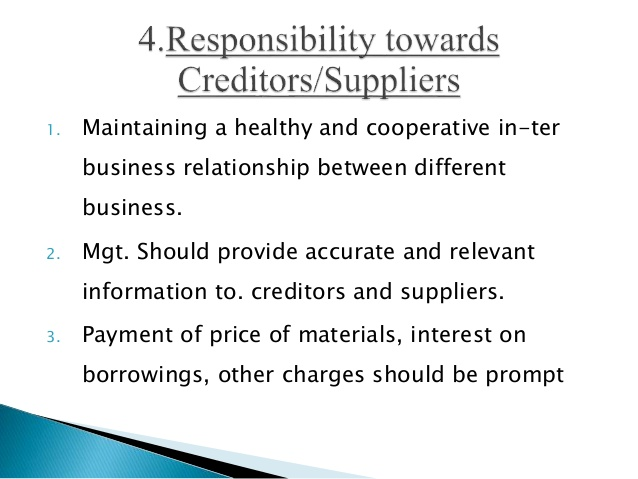 4.Responsibility towards
Creditors/Suppliers
1. Maintaining a healthy and cooperative in-ter
business relationship between different
business.
2. Mgt. Should provide accurate and relevant
information to. creditors and suppliers.
3. Payment of price of materials, interest on
borrowings, other charges should be prompt